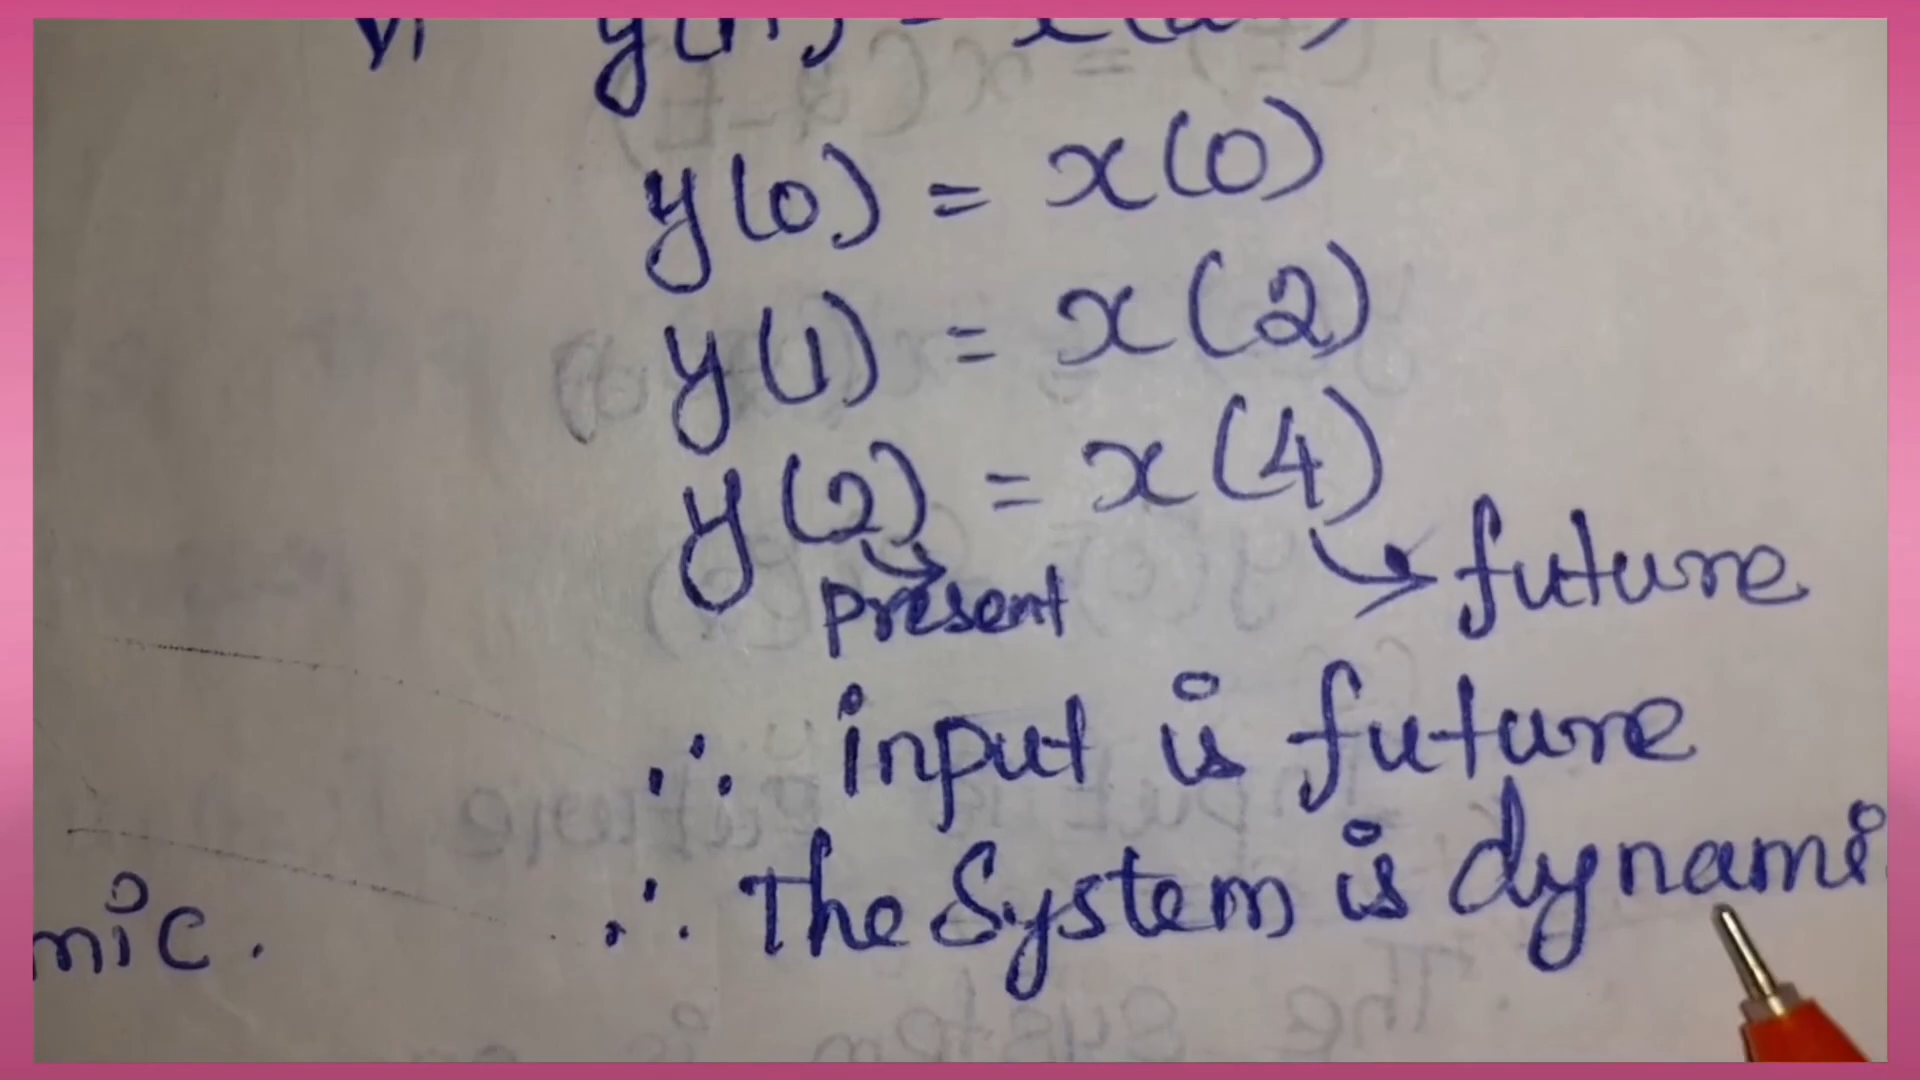 y(0) = x(0)
y(1) = x(2)
y(2) = x(4)
present
future
∴ input is future
∴ The System is dynami
mic.